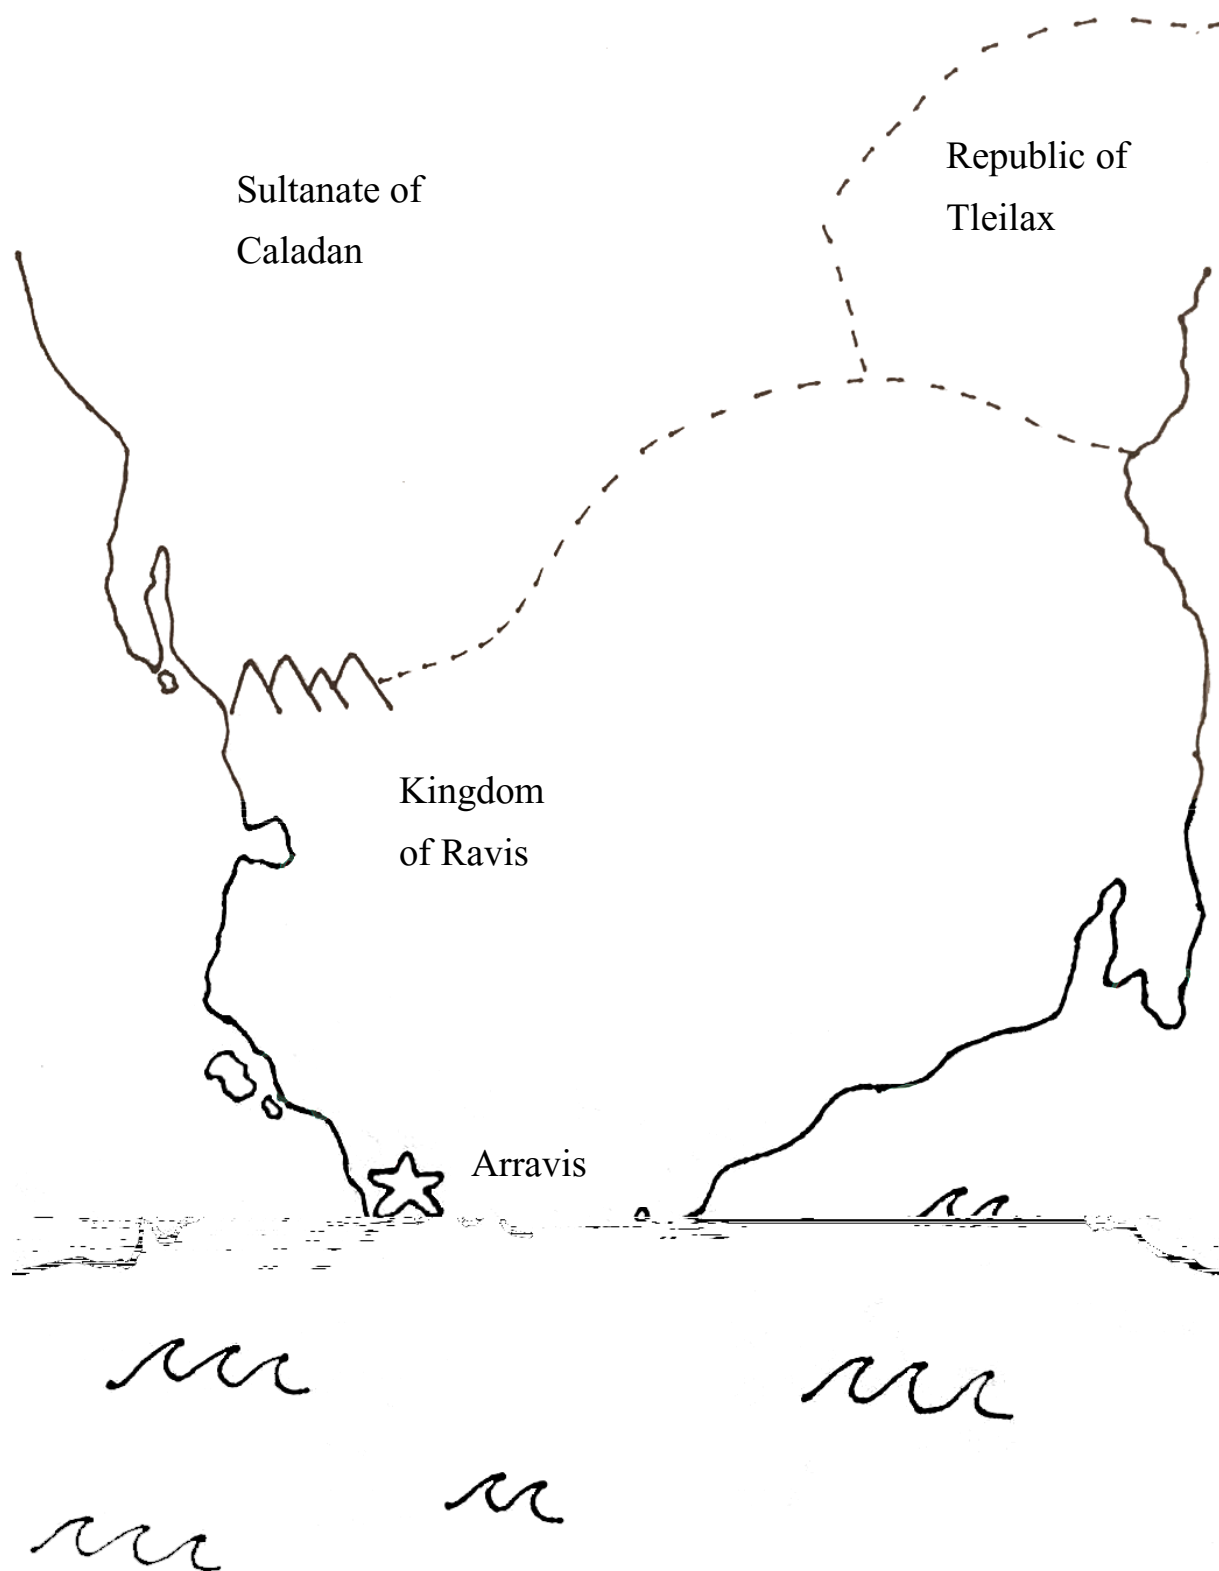 Sultanate of
Caladan
Republic of
Tleilax
Kingdom
of Ravis
Arravis